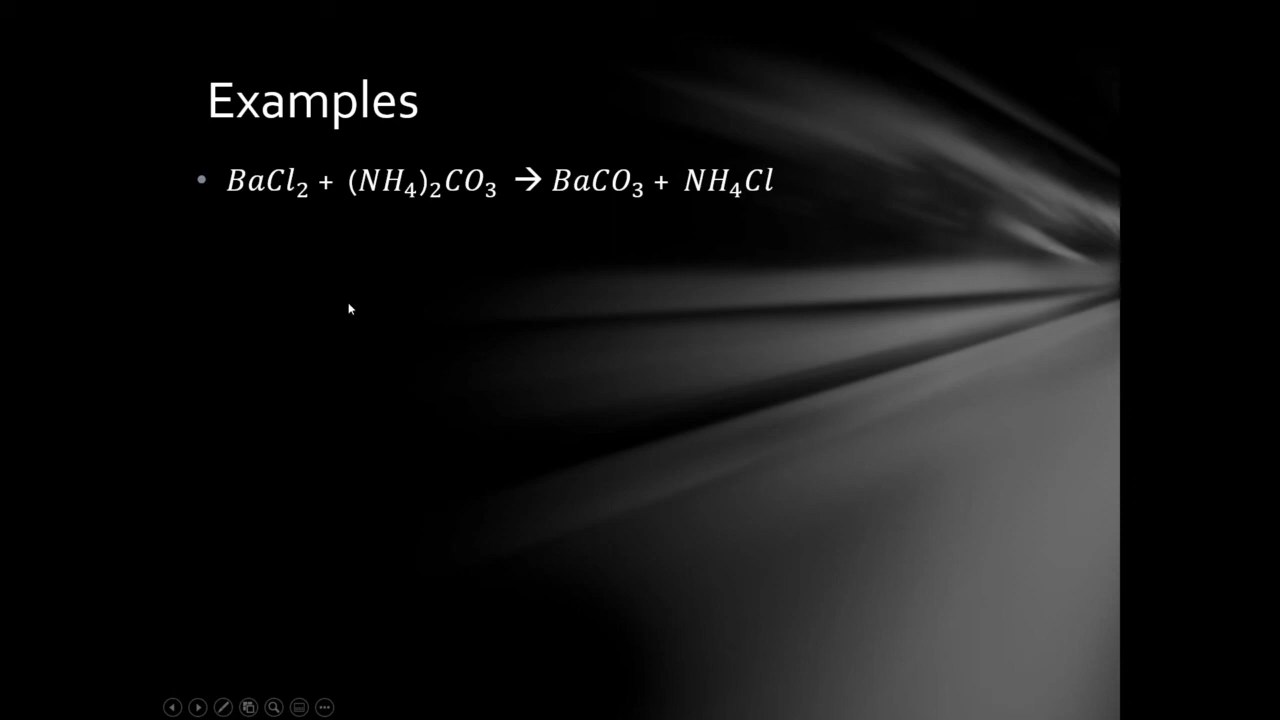 Examples
• BaCl₂ + (NH₄)₂CO₃ → BaCO₃ + NH₄Cl